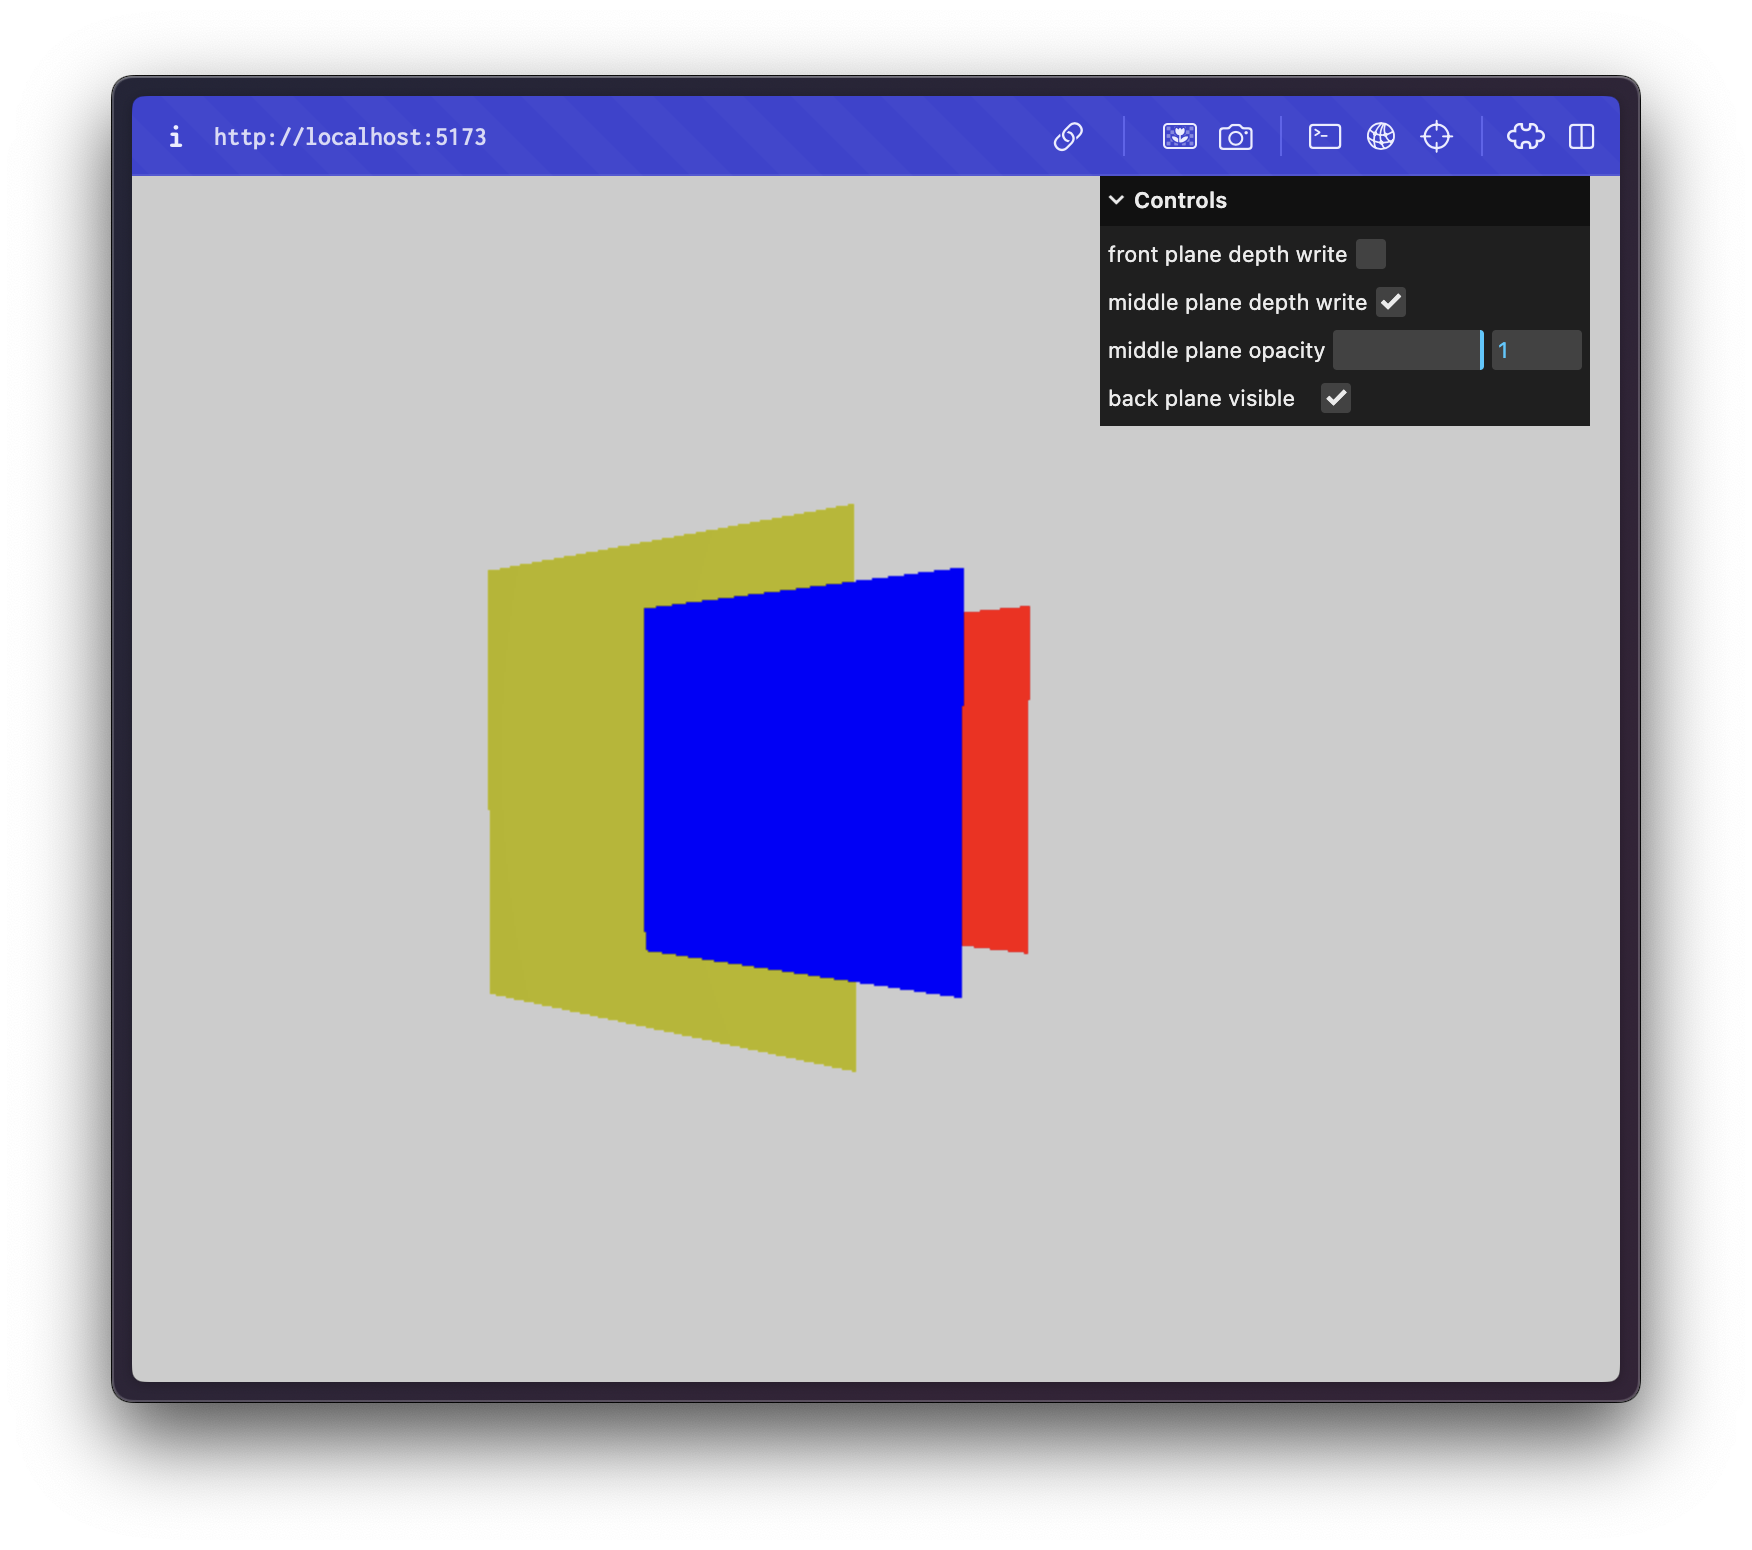 http://localhost:5173
Controls
front plane depth write
middle plane depth write
middle plane opacity 1
back plane visible